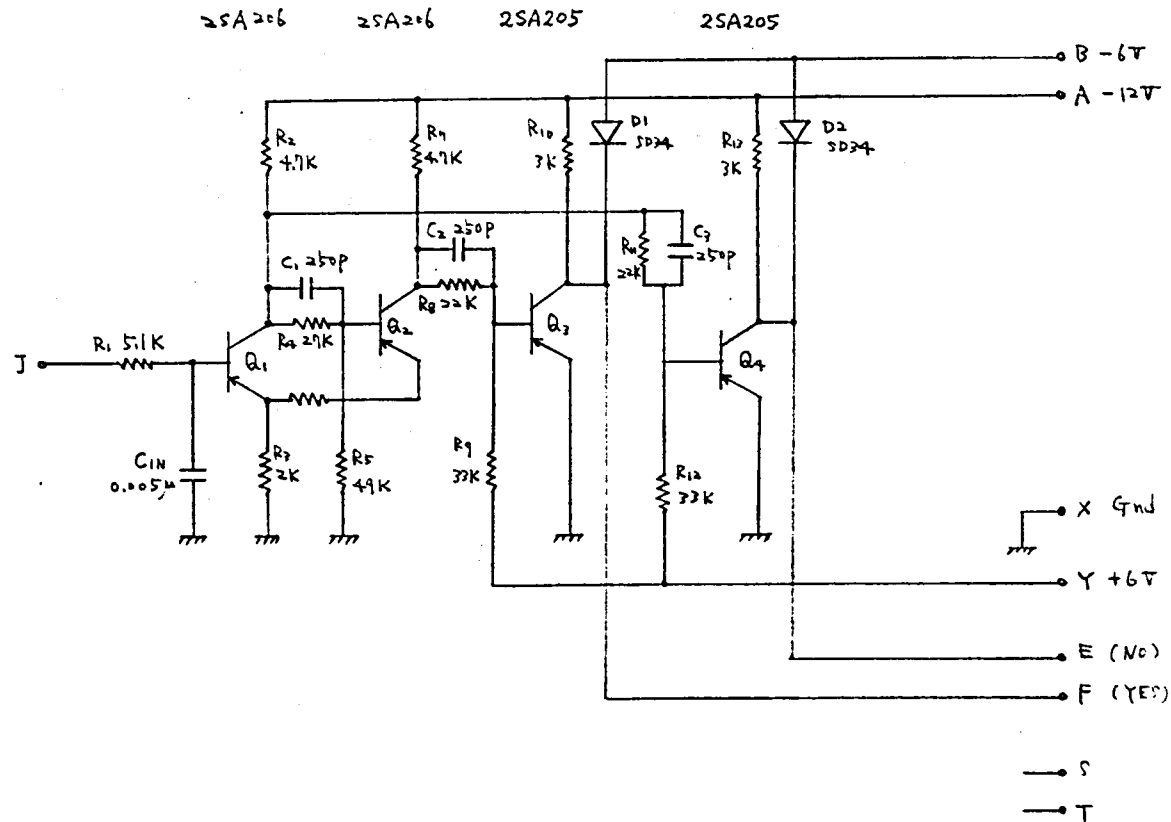 2SA206 2SA206 2SA205 2SA205
B -6V
A -12V
R2
4.7K
R7
4.7K
R10
3K
D1
SD34
R13
3K
D2
SD34
C1 250P
C2 250P
R11
22K
C3
250P
R8 22K
R4 27K
Q1
Q2
Q3
Q4
J
R1 5.1K
CIN
0.005μ
R3
2K
R5
49K
R9
33K
R12
33K
X Gnd
Y +6V
E (NO)
F (YES)
S
T